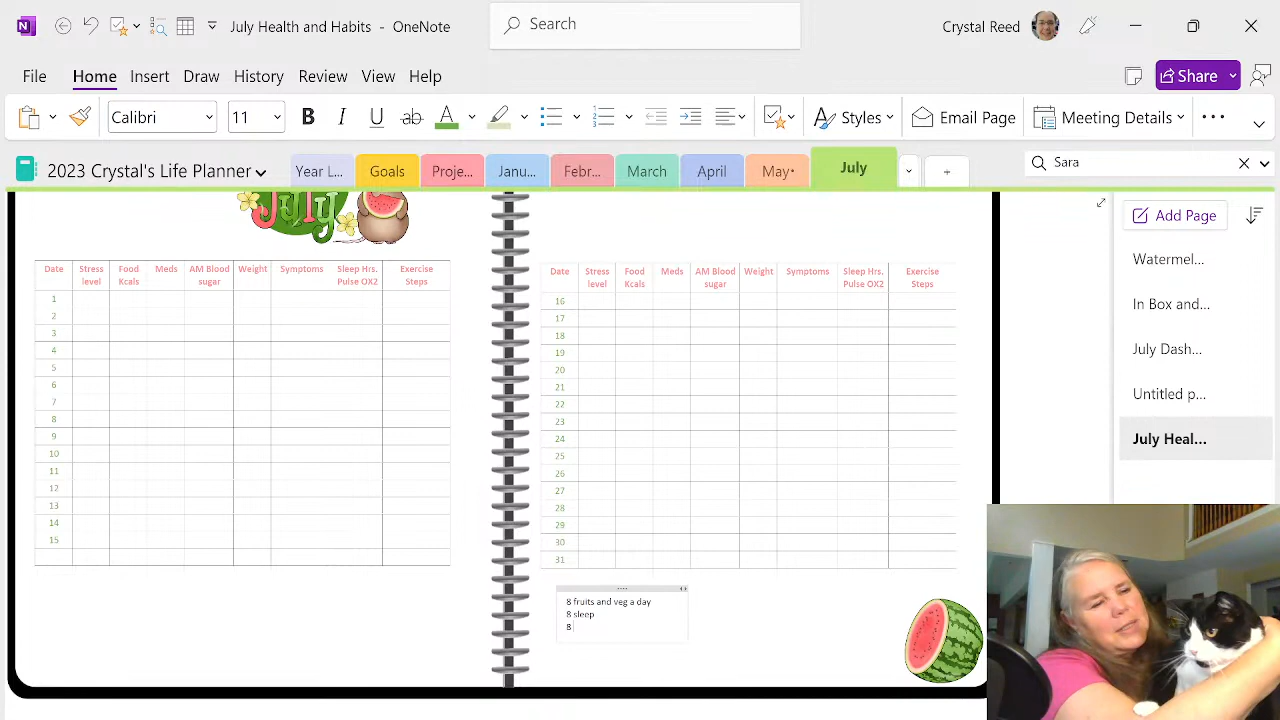 July Health and Habits - OneNote
Search
Crystal Reed
File Home Insert Draw History Review View Help
Share
Calibri 11 B I U ab A
Styles Email Page Meeting Details
2023 Crystal's Life Planner
Year L... Goals Proje... Janu... Febr... March April May July
Sara
Add Page
Watermel...
In Box and...
July Dash
Untitled p...
July Heal...
JULY
Date Stress level Food Kcals Meds AM Blood sugar Weight Symptoms Sleep Hrs. Pulse OX2 Exercise Steps
1
2
3
4
5
6
7
8
9
10
11
12
13
14
15
Date Stress level Food Kcals Meds AM Blood sugar Weight Symptoms Sleep Hrs. Pulse OX2 Exercise Steps
16
17
18
19
20
21
22
23
24
25
26
27
28
29
30
31
8 fruits and veg a day
8 sleep
8